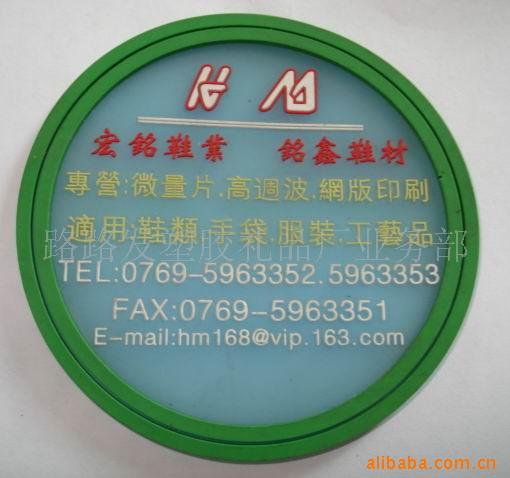 宏銘鞋業 銘鑫鞋材
專營:微量片.高週波.網版印刷
適用:鞋類.手袋.服裝.工藝品
路路发塑胶礼品厂业务部
TEL:0769-5963352.5963353
FAX:0769-5963351
E-mail:hm168@vip.163.com
alibaba.com.cn